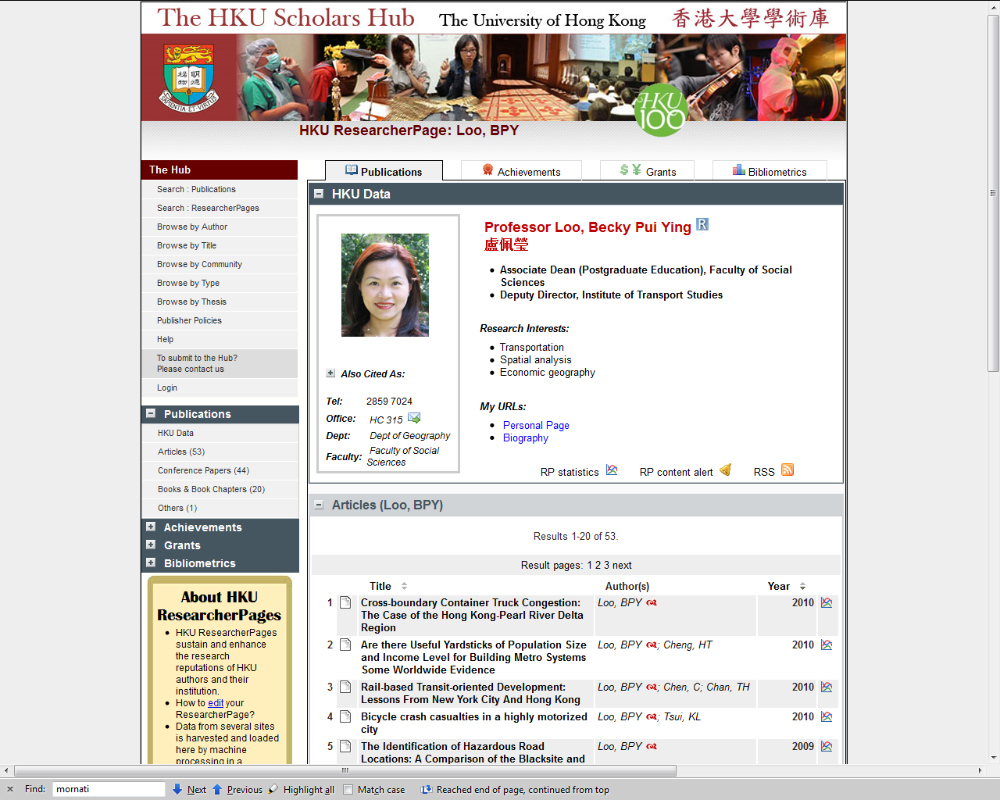 The HKU Scholars Hub The University of Hong Kong 香港大學學術庫
明德
格物
SAPIENTIA·ET·VIRTVS
HKU
100
HKU ResearcherPage: Loo, BPY
The Hub
Search : Publications
Search : ResearcherPages
Browse by Author
Browse by Title
Browse by Community
Browse by Type
Browse by Thesis
Publisher Policies
Help
To submit to the Hub?
Please contact us
Login
Publications
HKU Data
Articles (53)
Conference Papers (44)
Books & Book Chapters (20)
Others (1)
Achievements
Grants
Bibliometrics
About HKU
ResearcherPages
HKU ResearcherPages
sustain and enhance
the research
reputations of HKU
authors and their
institution.
How to edit your
ResearcherPage?
Data from several sites
is harvested and loaded
here by machine
processing in a
Publications Achievements Grants Bibliometrics
HKU Data
Also Cited As:
Tel: 2859 7024
Office: HC 315
Dept: Dept of Geography
Faculty: Faculty of Social
Sciences
Professor Loo, Becky Pui Ying R
盧佩瑩
Associate Dean (Postgraduate Education), Faculty of Social
Sciences
Deputy Director, Institute of Transport Studies
Research Interests:
Transportation
Spatial analysis
Economic geography
My URLs:
Personal Page
Biography
RP statistics RP content alert RSS
Articles (Loo, BPY)
Results 1-20 of 53.
Result pages: 1 2 3 next
Title Author(s) Year
1 Cross-boundary Container Truck Congestion: Loo, BPY 2010
The Case of the Hong Kong-Pearl River Delta
Region
2 Are there Useful Yardsticks of Population Size Loo, BPY ; Cheng, HT 2010
and Income Level for Building Metro Systems
Some Worldwide Evidence
3 Rail-based Transit-oriented Development: Loo, BPY ; Chen, C; Chan, TH 2010
Lessons From New York City And Hong Kong
4 Bicycle crash casualties in a highly motorized Loo, BPY ; Tsui, KL 2010
city
5 The Identification of Hazardous Road Loo, BPY 2009
Locations: A Comparison of the Blacksite and
Find: mornati Next Previous Highlight all Match case Reached end of page, continued from top